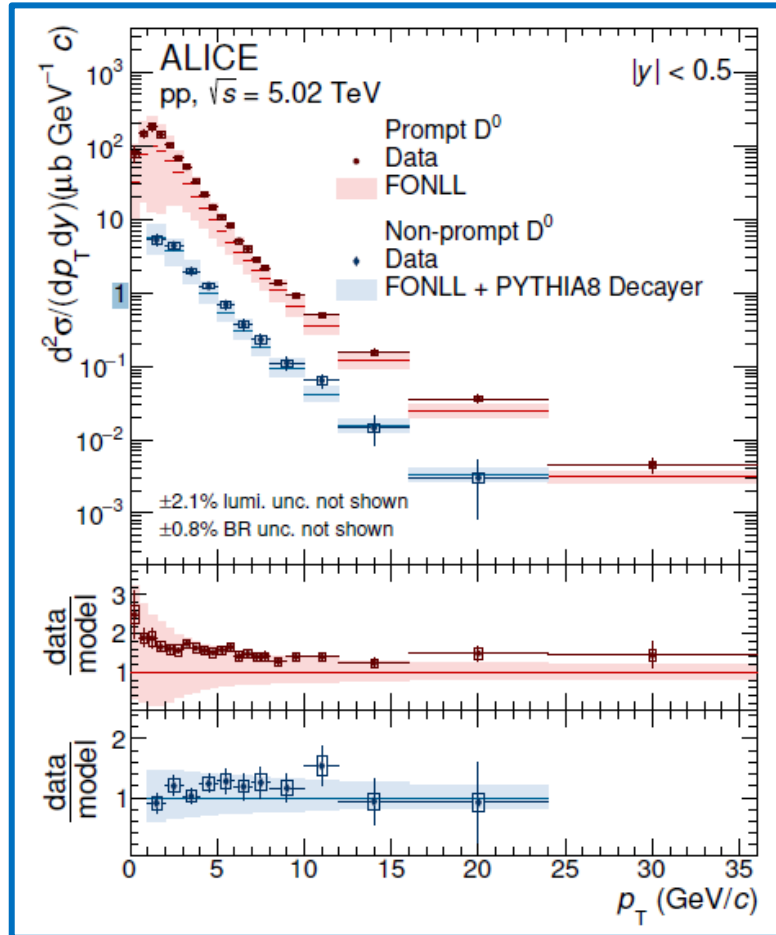 ALICE
pp, √s = 5.02 TeV
|y| < 0.5
Prompt D⁰
Data
FONLL
Non-prompt D⁰
Data
FONLL + PYTHIA8 Decayer
d²σ/(dp_T dy)(μb GeV⁻¹ c)
10³
10²
10
1
10⁻¹
10⁻²
10⁻³
±2.1% lumi. unc. not shown
±0.8% BR unc. not shown
data
model
3
2
1
data
model
2
1
0 5 10 15 20 25 30 35
p_T (GeV/c)